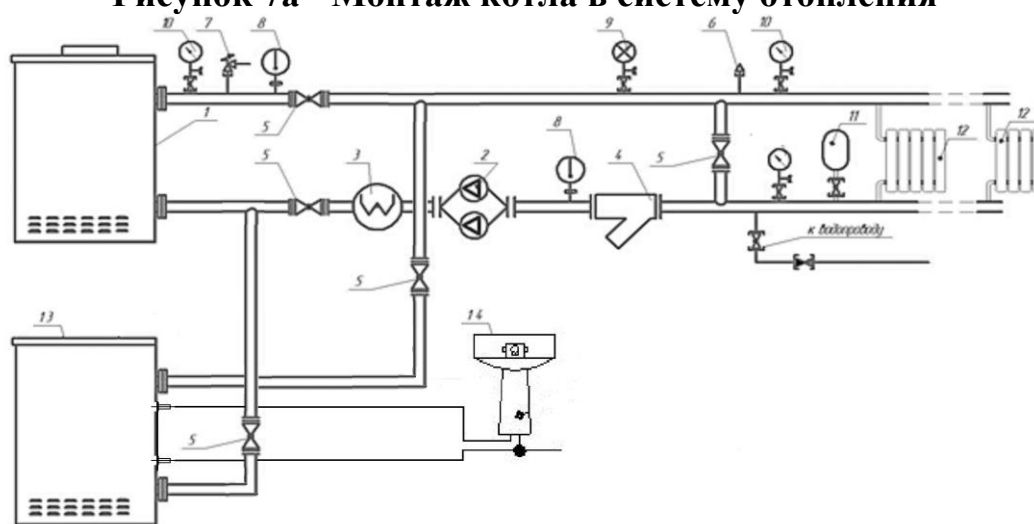 Рисунок 7а - Монтаж котла в систему отопления
10 7 8 9 6 10
1 5 11 12 12
5 3 2 8 4 5
к водопроводу
5
13 14
5